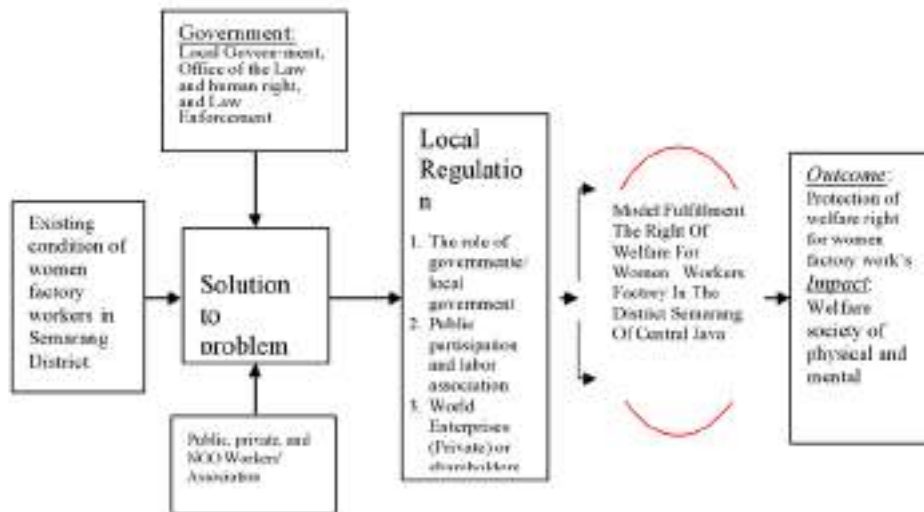 Government:
Local Govern-ment,
Office of the Law
and human right,
and Law
Enforcement
Existing
condition of
women
factory
workers in
Semarang
District
Solution
to
problem
Public, private, and
NGO Workers/
Association
Local
Regulatio
n
1. The role of
governmente/
local
government
2. Public
partisipation
and labor
association
3. World
Enterprises
(Private) or
shareholders
Model Fulfillment
The Right Of
Welfare For
Women Workers
Factory In The
District Semarang
Of Central Java
Outcome:
Protection of
welfare right
for women
factory work's
Impact:
Welfare
society of
physical and
mental